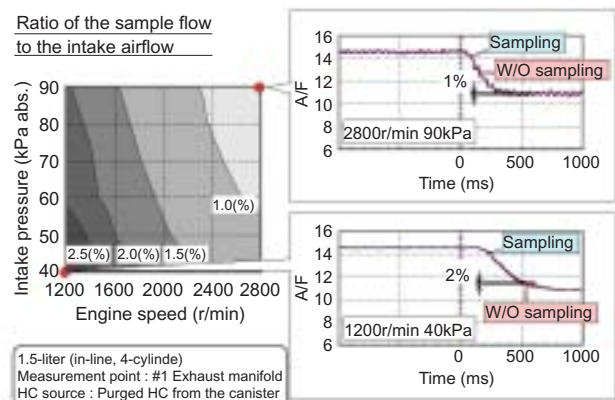 Ratio of the sample flow
to the intake airflow
Intake pressure (kPa abs.)
90
80
70
60
50
40
1.0(%)
2.5(%) 2.0(%) 1.5(%)
1200 1600 2000 2400 2800
Engine speed (r/min)
1.5-liter (in-line, 4-cylinde)
Measurement point : #1 Exhaust manifold
HC source : Purged HC from the canister
A/F
16
14
12
10
8
6
Sampling
W/O sampling
1%
2800r/min 90kPa
0 500 1000
Time (ms)
A/F
16
14
12
10
8
6
Sampling
2%
W/O sampling
1200r/min 40kPa
0 500 1000
Time (ms)